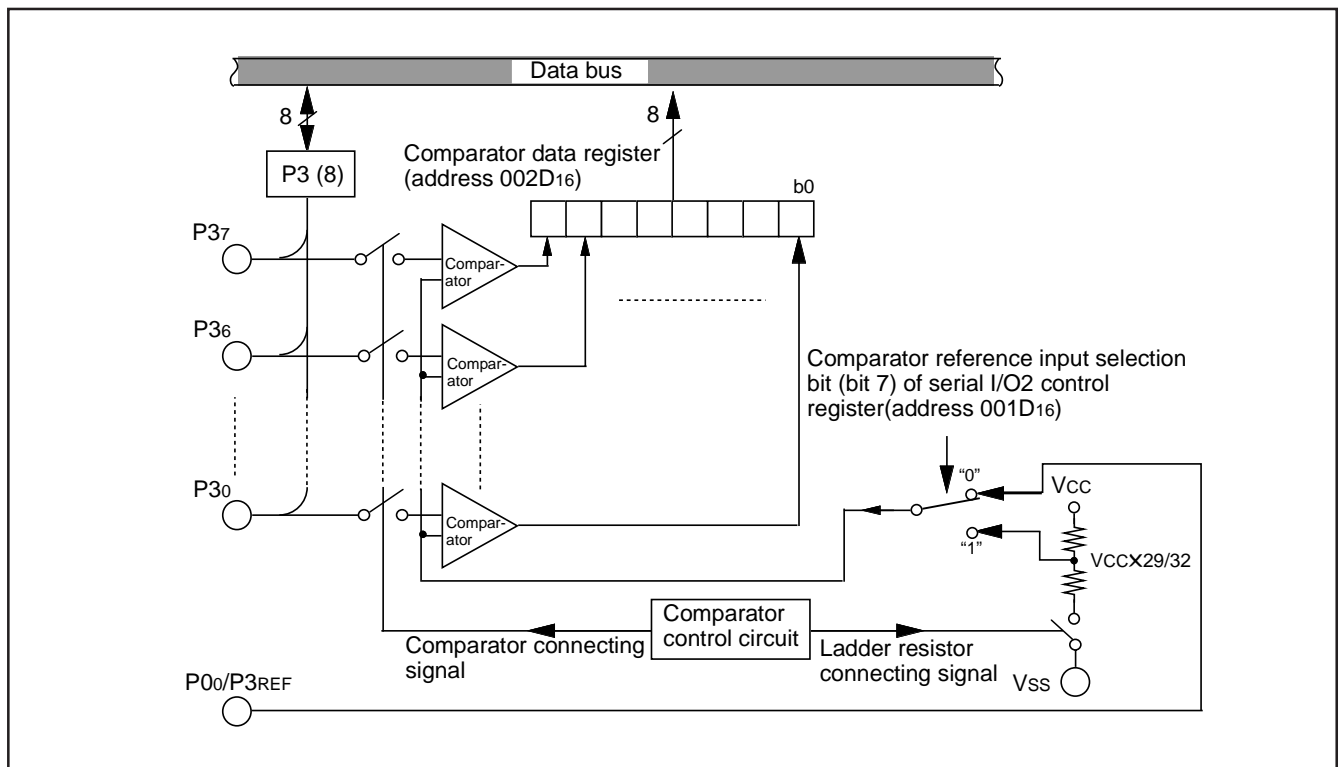 Data bus
8
8
P3 (8)
Comparator data register
(address 002D16)
b0
P37
Compar-
ator
P36
Compar-
ator
Comparator reference input selection
bit (bit 7) of serial I/O2 control
register(address 001D16)
P30
Compar-
ator
“0”
VCC
“1”
VCC×29/32
Comparator
control circuit
Comparator connecting
signal
Ladder resistor
connecting signal
VSS
P00/P3REF